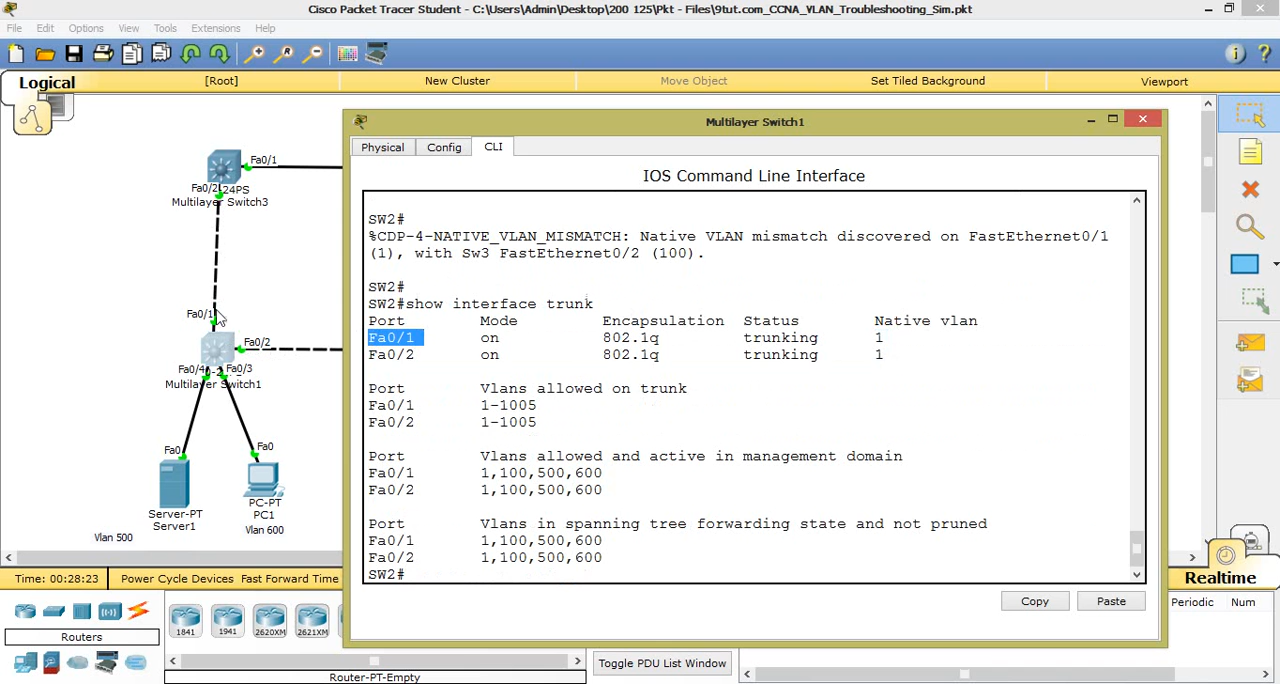 Cisco Packet Tracer Student - C:\Users\Admin\Desktop\200 125\Pkt - Files\9tut.com_CCNA_VLAN_Troubleshooting_Sim.pkt
File Edit Options View Tools Extensions Help
Logical [Root] New Cluster Move Object Set Tiled Background Viewport
Fa0/1
Fa0/2 24PS
Multilayer Switch3
Fa0/1
Fa0/2
Fa0/4 Fa0/3
Multilayer Switch1
Fa0 Fa0
Server-PT
Server1
PC-PT
PC1
Vlan 500 Vlan 600
Multilayer Switch1
Physical Config CLI
IOS Command Line Interface
SW2#
%CDP-4-NATIVE_VLAN_MISMATCH: Native VLAN mismatch discovered on FastEthernet0/1
(1), with Sw3 FastEthernet0/2 (100).
SW2#
SW2#show interface trunk
Port Mode Encapsulation Status Native vlan
Fa0/1 on 802.1q trunking 1
Fa0/2 on 802.1q trunking 1
Port Vlans allowed on trunk
Fa0/1 1-1005
Fa0/2 1-1005
Port Vlans allowed and active in management domain
Fa0/1 1,100,500,600
Fa0/2 1,100,500,600
Port Vlans in spanning tree forwarding state and not pruned
Fa0/1 1,100,500,600
Fa0/2 1,100,500,600
SW2#
Copy Paste
Time: 00:28:23 Power Cycle Devices Fast Forward Time
Realtime
Routers
1841 1941 2620XM 2621XM
Router-PT-Empty
Toggle PDU List Window
Periodic Num